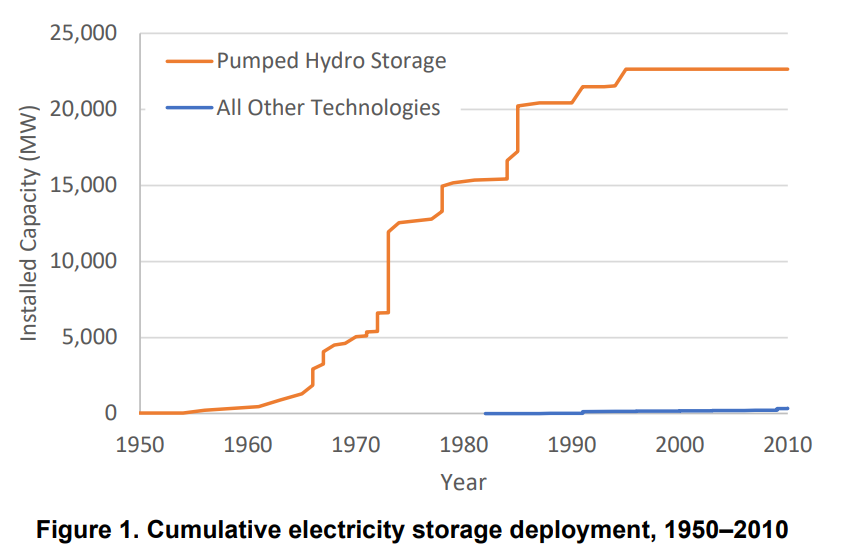 25,000
20,000
15,000
10,000
5,000
0
Installed Capacity (MW)
Pumped Hydro Storage
All Other Technologies
1950 1960 1970 1980 1990 2000 2010
Year
Figure 1. Cumulative electricity storage deployment, 1950–2010